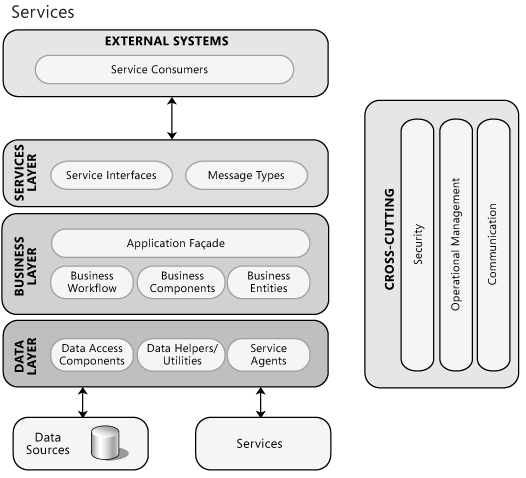 Services
EXTERNAL SYSTEMS
Service Consumers
SERVICES
LAYER
Service Interfaces
Message Types
BUSINESS
LAYER
Application Façade
Business
Workflow
Business
Components
Business
Entities
DATA
LAYER
Data Access
Components
Data Helpers/
Utilities
Service
Agents
Data
Sources
Services
CROSS-CUTTING
Security
Operational Management
Communication